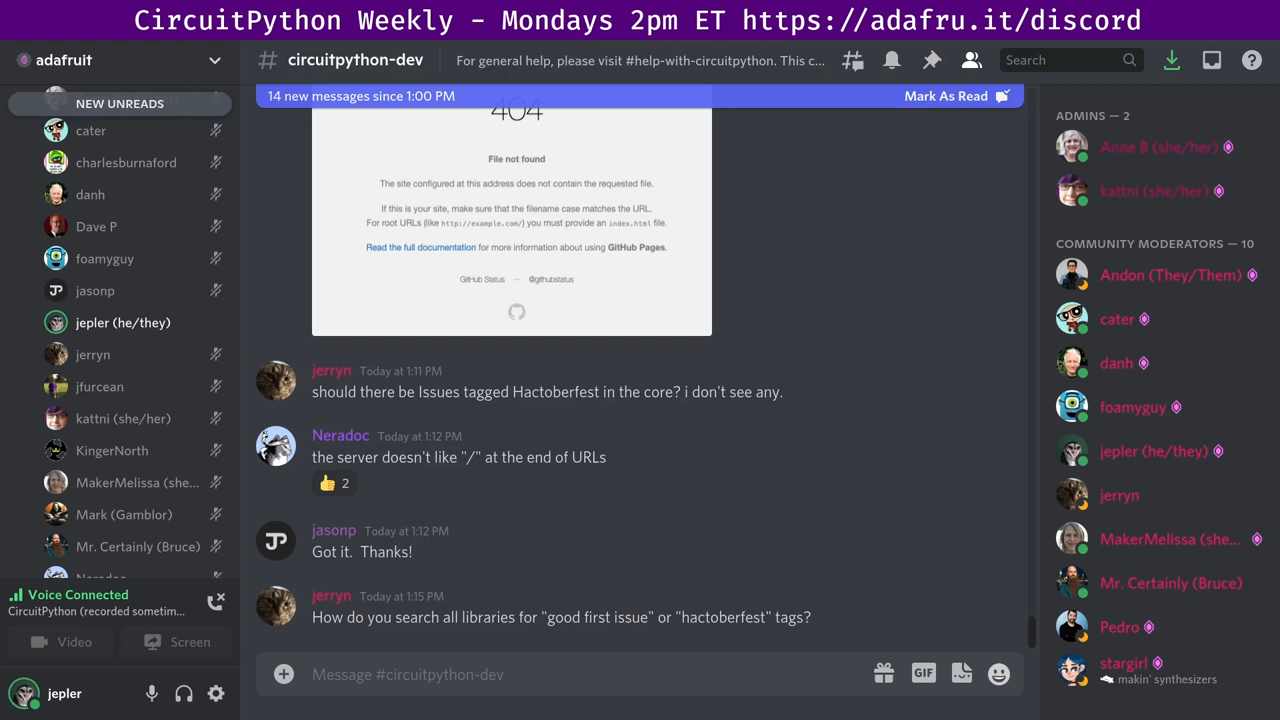 CircuitPython Weekly - Mondays 2pm ET https://adafru.it/discord
adafruit
NEW UNREADS
cater
charlesburnaford
danh
Dave P
foamyguy
jasonp
jepler (he/they)
jerryn
jfurcean
kattni (she/her)
KingerNorth
MakerMelissa (she...
Mark (Gamblor)
Mr. Certainly (Bruce)
Neradoc
Voice Connected
CircuitPython (recorded sometim...
Video
Screen
jepler
# circuitpython-dev
For general help, please visit #help-with-circuitpython. This c...
Search
14 new messages since 1:00 PM
Mark As Read
404
File not found
The site configured at this address does not contain the requested file.
If this is your site, make sure that the filename case matches the URL.
For root URLs (like http://example.com/) you must provide an index.html file.
Read the full documentation for more information about using GitHub Pages.
GitHub Status — @githubstatus
jerryn Today at 1:11 PM
should there be Issues tagged Hactoberfest in the core? i don't see any.
Neradoc Today at 1:12 PM
the server doesn't like "/" at the end of URLs
👍 2
JP
jasonp Today at 1:12 PM
Got it. Thanks!
jerryn Today at 1:15 PM
How do you search all libraries for "good first issue" or "hactoberfest" tags?
Message #circuitpython-dev
GIF
ADMINS — 2
Anne B (she/her)
kattni (she/her)
COMMUNITY MODERATORS — 10
Andon (They/Them)
cater
danh
foamyguy
jepler (he/they)
jerryn
MakerMelissa (she...
Mr. Certainly (Bruce)
Pedro
stargirl
makin' synthesizers